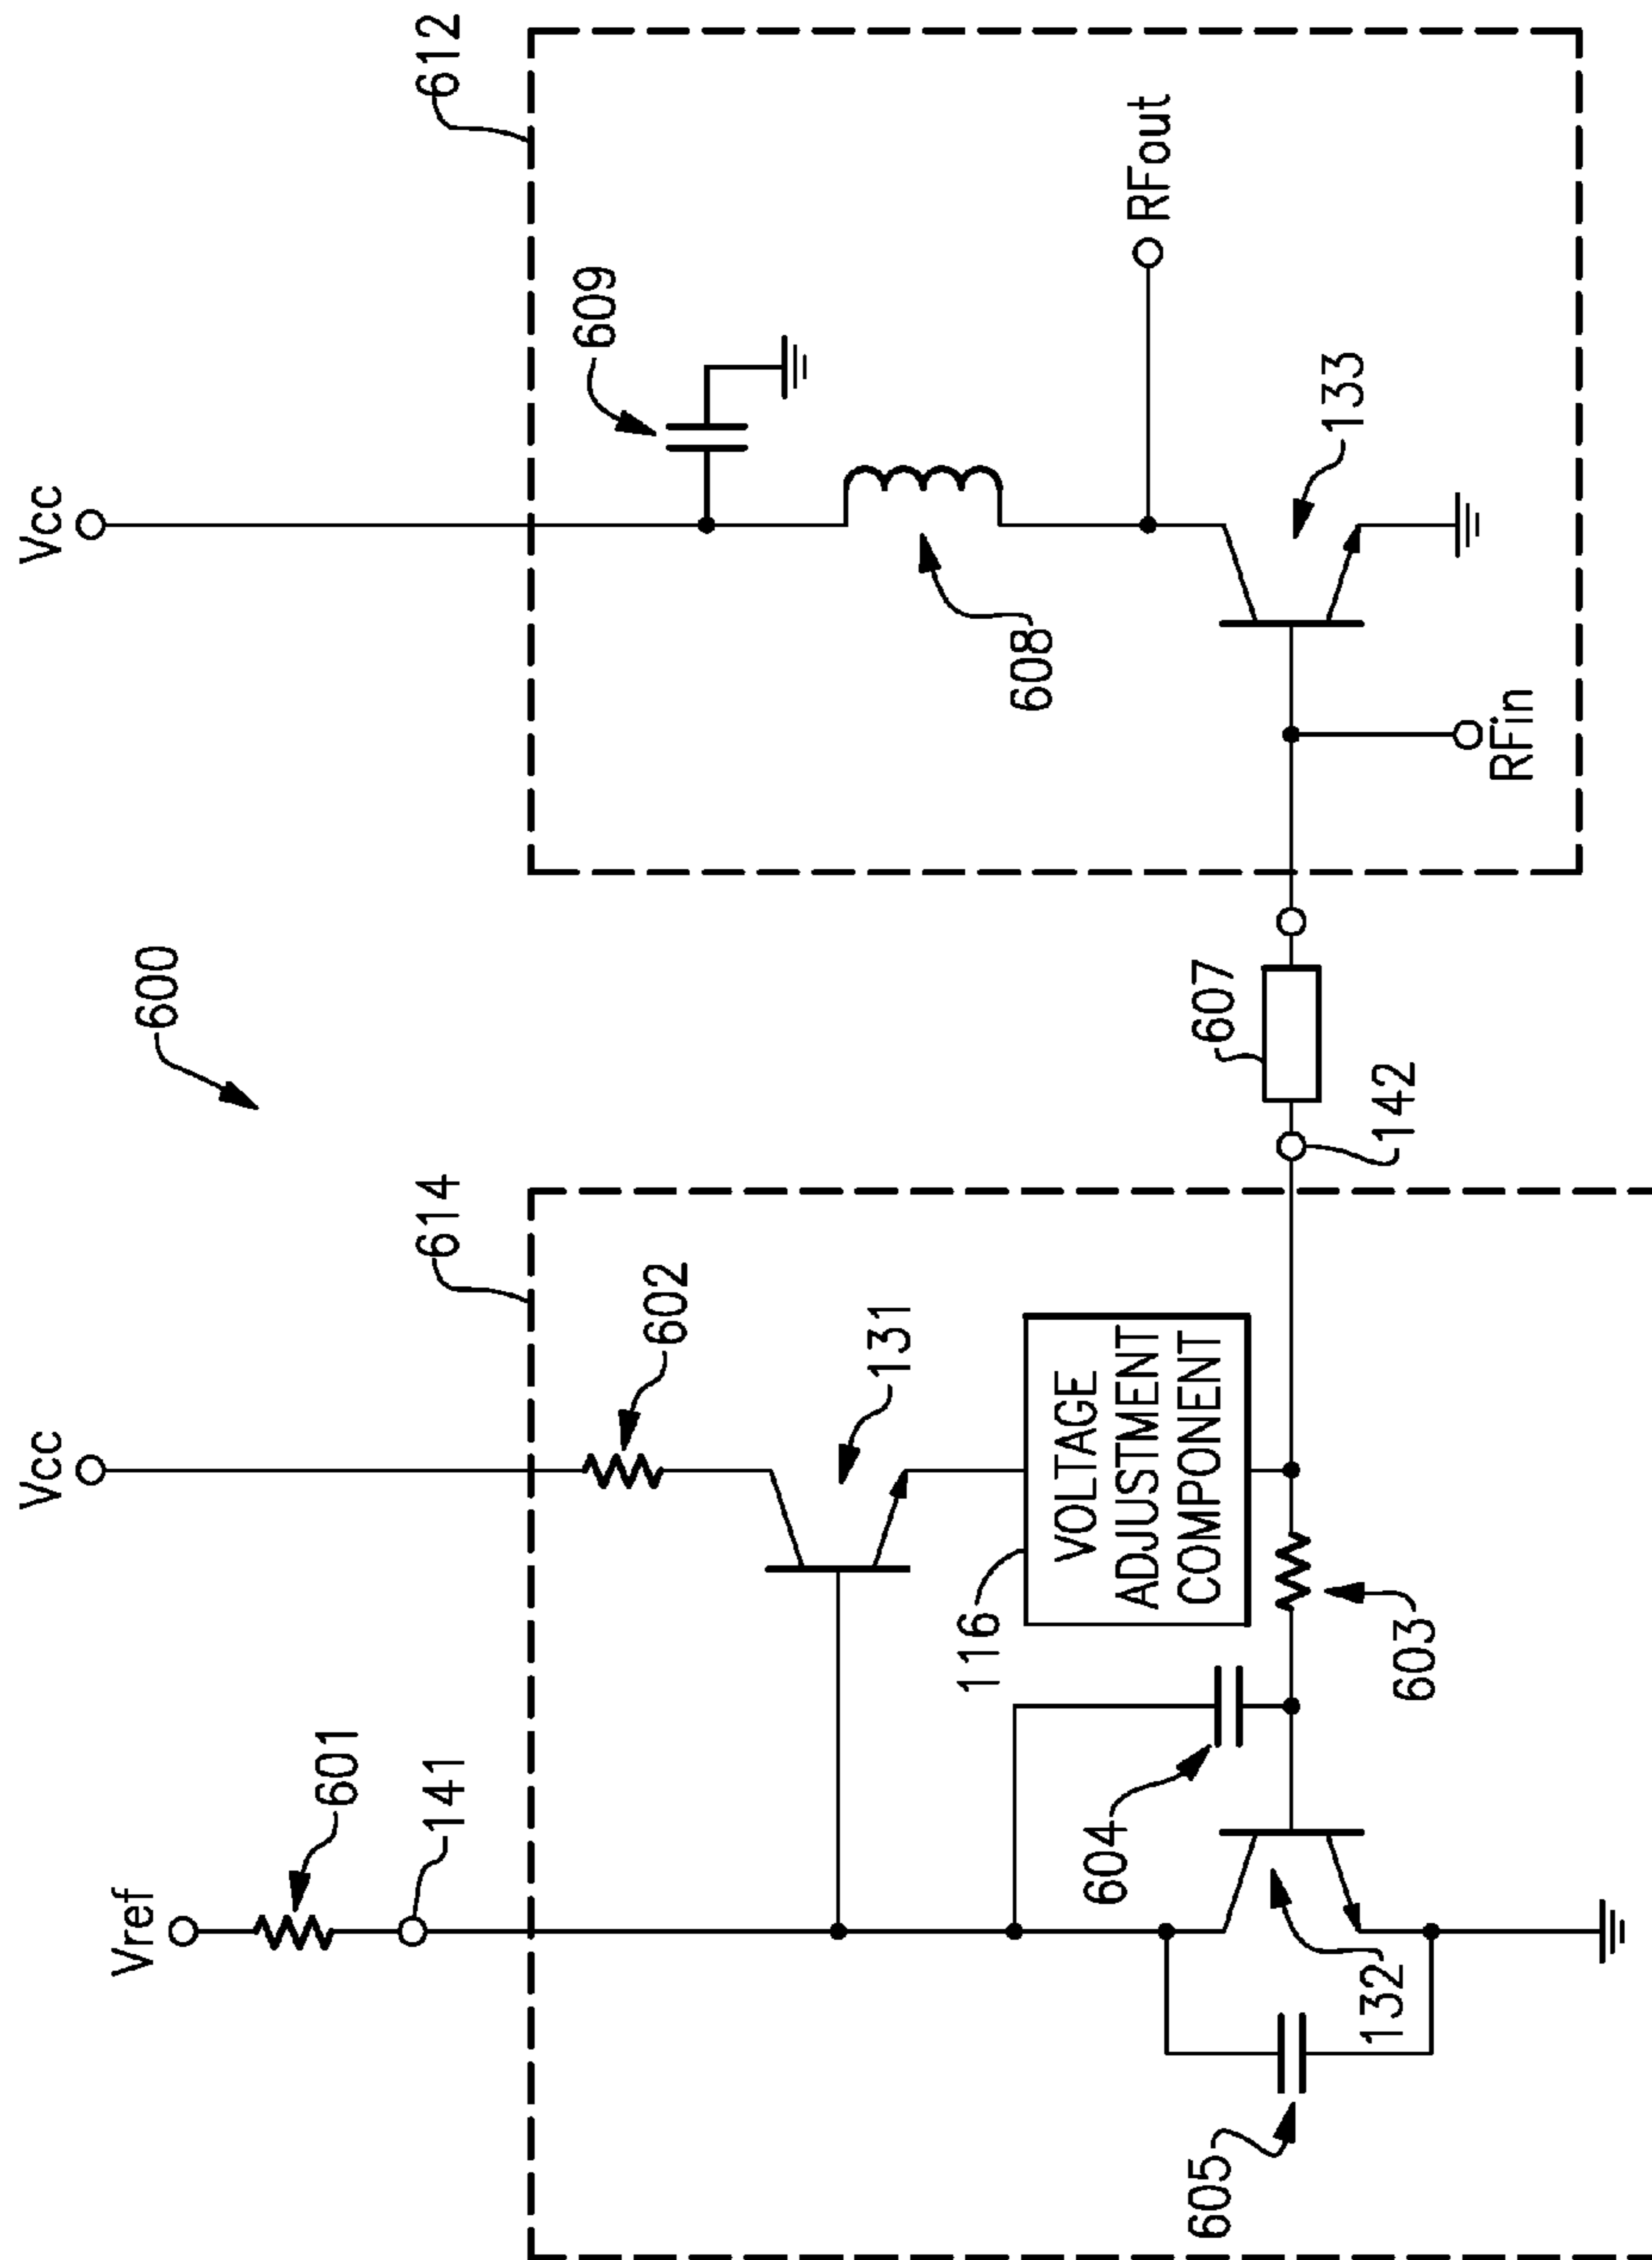 600
Vref
601
141
Vcc
614
602
131
116
VOLTAGE
ADJUSTMENT
COMPONENT
604
603
605
132
142
607
Vcc
612
609
608
RFout
133
RFin